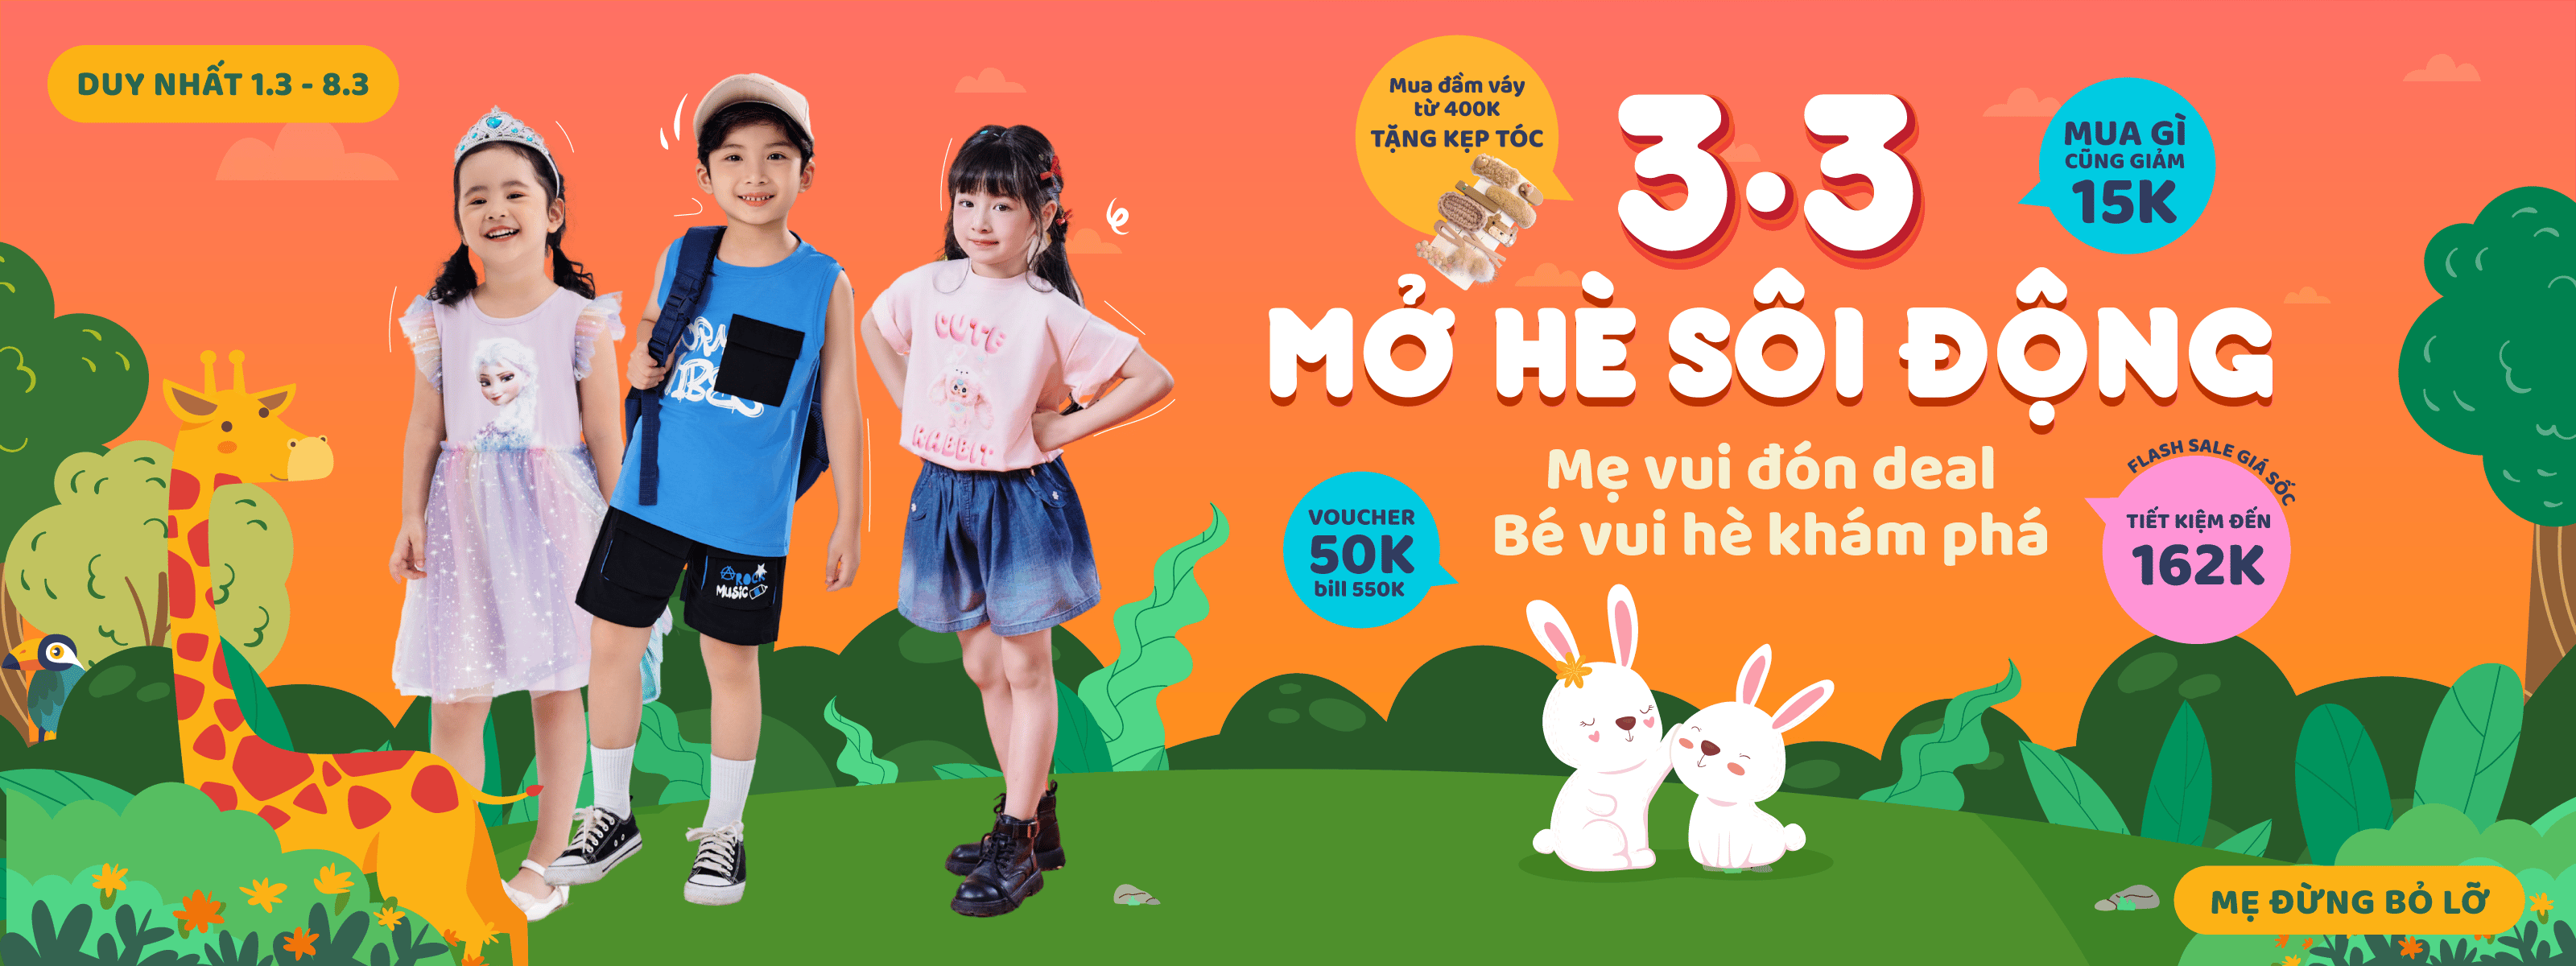 DUY NHẤT 1.3 - 8.3
Mua đầm váy
từ 400K
TẶNG KẸP TÓC
3.3
MUA GÌ
CŨNG GIẢM
15K
MỞ HÈ SÔI ĐỘNG
Mẹ vui đón deal
Bé vui hè khám phá
VOUCHER
50K
bill 550K
FLASH SALE GIÁ SỐC
TIẾT KIỆM ĐẾN
162K
CUTE
RABBIT
ROCK
MUSIC
MẸ ĐỪNG BỎ LỠ